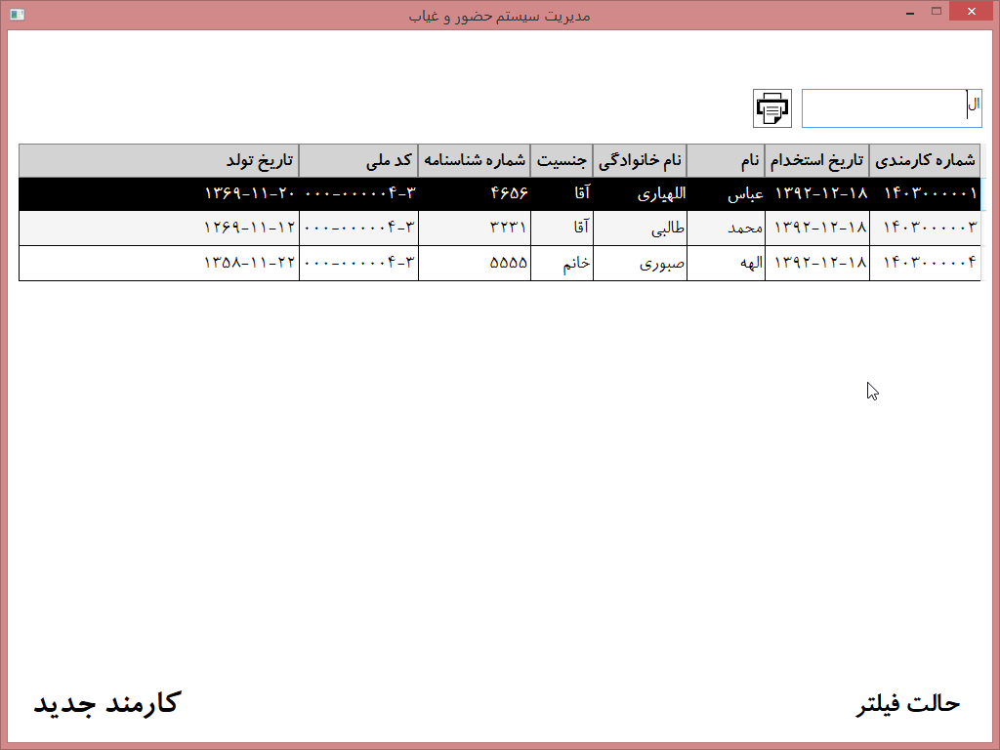 مدیریت سیستم حضور و غیاب
ال
شماره کارمندی تاریخ استخدام نام نام خانوادگی جنسیت شماره شناسنامه کد ملی تاریخ تولد
۱۴۰۳۰۰۰۰۰۱ ۱۳۹۲-۱۲-۱۸ عباس اللهیاری آقا ۴۶۵۶ ۰۰۰-۰۰۰۰۰۴-۳ ۱۳۶۹-۱۱-۲۰
۱۴۰۳۰۰۰۰۰۳ ۱۳۹۲-۱۲-۱۸ محمد طالبی آقا ۳۲۳۱ ۰۰۰-۰۰۰۰۰۴-۳ ۱۲۶۹-۱۱-۱۲
۱۴۰۳۰۰۰۰۰۴ ۱۳۹۲-۱۲-۱۸ الهه صبوری خانم ۵۵۵۵ ۰۰۰-۰۰۰۰۰۴-۳ ۱۳۵۸-۱۱-۲۲
حالت فیلتر
کارمند جدید